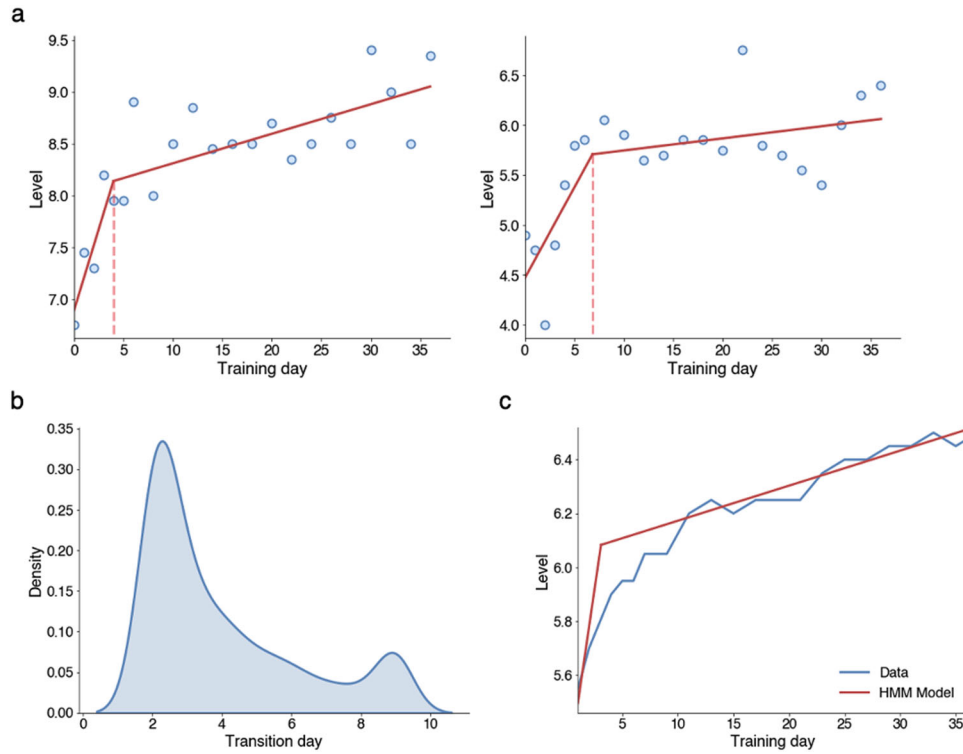 a
9.5
9.0
8.5
8.0
7.5
7.0
Level
0 5 10 15 20 25 30 35
Training day
6.5
6.0
5.5
5.0
4.5
4.0
Level
0 5 10 15 20 25 30 35
Training day
b
0.35
0.30
0.25
0.20
0.15
0.10
0.05
0.00
Density
0 2 4 6 8 10
Transition day
c
6.4
6.2
6.0
5.8
5.6
Level
Data
HMM Model
5 10 15 20 25 30 35
Training day